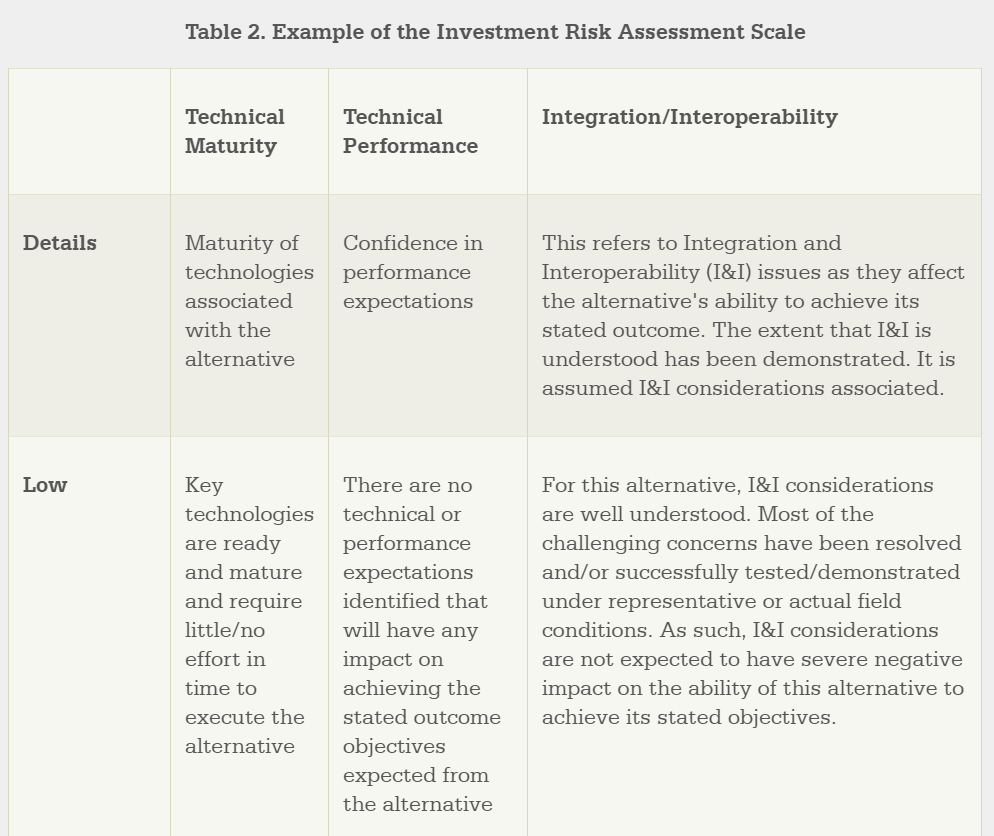 Table 2. Example of the Investment Risk Assessment Scale
Technical
Maturity
Technical
Performance
Integration/Interoperability
Details
Maturity of
technologies
associated
with the
alternative
Confidence in
performance
expectations
This refers to Integration and
Interoperability (I&I) issues as they affect
the alternative's ability to achieve its
stated outcome. The extent that I&I is
understood has been demonstrated. It is
assumed I&I considerations associated.
Low
Key
technologies
are ready
and mature
and require
little/no
effort in
time to
execute the
alternative
There are no
technical or
performance
expectations
identified that
will have any
impact on
achieving the
stated outcome
objectives
expected from
the alternative
For this alternative, I&I considerations
are well understood. Most of the
challenging concerns have been resolved
and/or successfully tested/demonstrated
under representative or actual field
conditions. As such, I&I considerations
are not expected to have severe negative
impact on the ability of this alternative to
achieve its stated objectives.